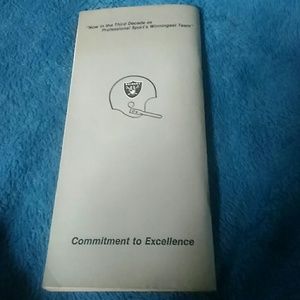 "Now in the Third Decade as
Professional Sport's Winningest Team"
Commitment to Excellence